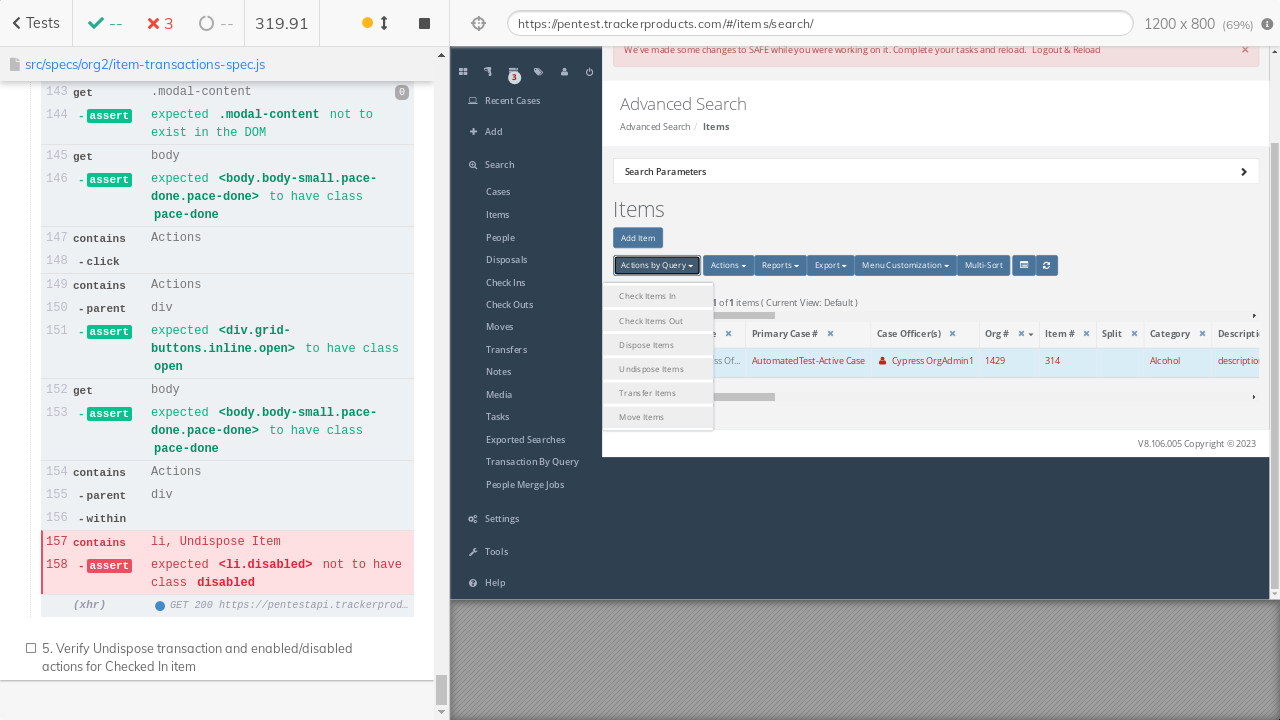 Tests
--
3
--
319.91
https://pentest.trackerproducts.com/#/items/search/
1200 x 800 (69%)
src/specs/org2/item-transactions-spec.js
143 get .modal-content 0
144 - assert expected .modal-content not to
exist in the DOM
145 get body
146 - assert expected <body.body-small.pace-
done.pace-done> to have class
pace-done
147 contains Actions
148 - click
149 contains Actions
150 - parent div
151 - assert expected <div.grid-
buttons.inline.open> to have class
open
152 get body
153 - assert expected <body.body-small.pace-
done.pace-done> to have class
pace-done
154 contains Actions
155 - parent div
156 - within
157 contains li, Undispose Item
158 - assert expected <li.disabled> not to have
class disabled
(xhr) GET 200 https://pentestapi.trackerprod…
5. Verify Undispose transaction and enabled/disabled
actions for Checked In item
3
Recent Cases
Add
Search
Cases
Items
People
Disposals
Check Ins
Check Outs
Moves
Transfers
Notes
Media
Tasks
Exported Searches
Transaction By Query
People Merge Jobs
Settings
Tools
Help
We've made some changes to SAFE while you were working on it. Complete your tasks and reload. Logout & Reload ×
Advanced Search
Advanced Search / Items
Search Parameters
Items
Add Item
Actions by Query Actions Reports Export Menu Customization Multi-Sort
Check Items In
Check Items Out
Dispose Items
Undispose Items
Transfer Items
Move Items
1 of 1 items ( Current View: Default )
e Primary Case # Case Officer(s) Org # Item # Split Category Descriptio
ss Of... AutomatedTest-Active Case Cypress OrgAdmin1 1429 314 Alcohol description
V8.106.005 Copyright © 2023